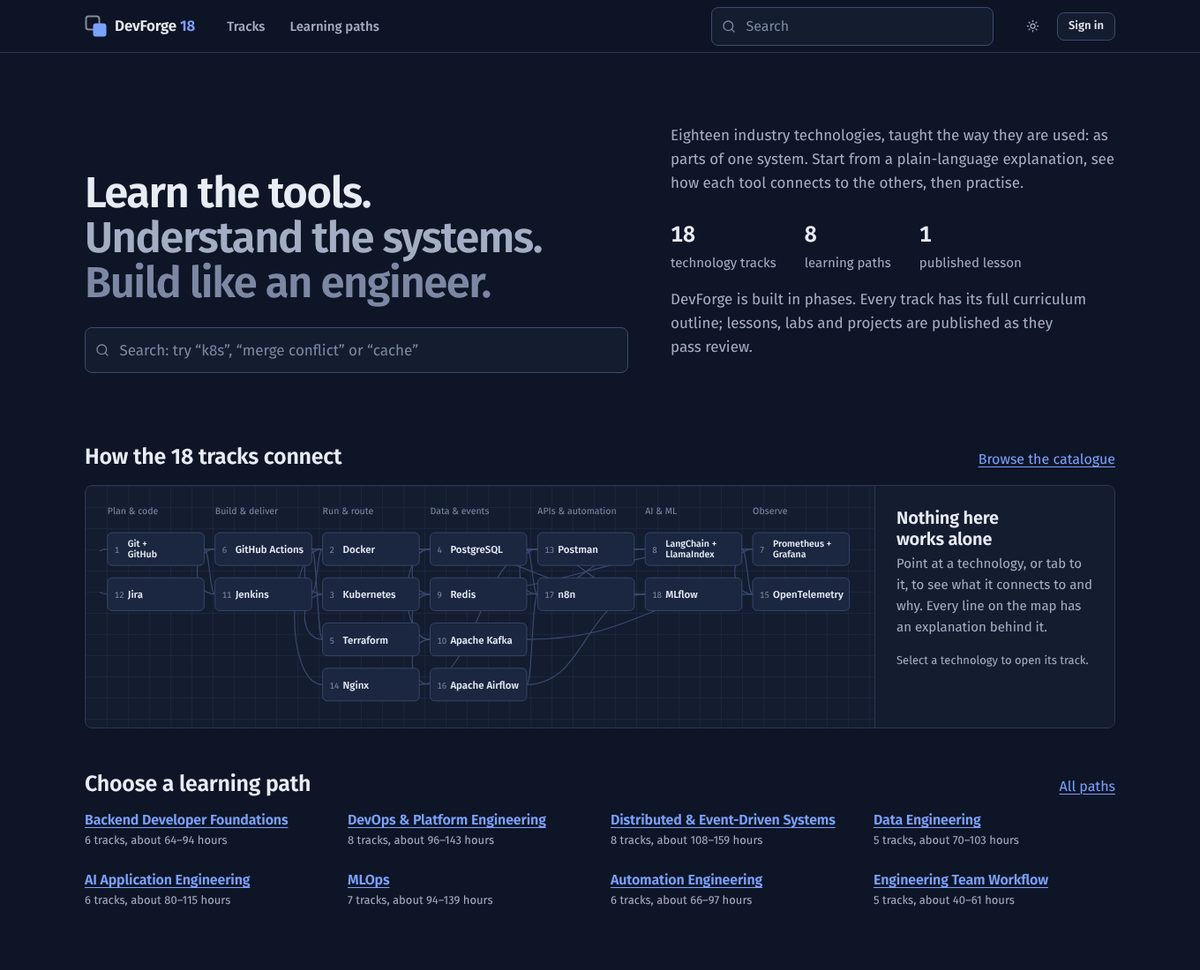 DevForge 18
Tracks
Learning paths
Search
Sign in
Learn the tools.
Understand the systems.
Build like an engineer.
Search: try “k8s”, “merge conflict” or “cache”
Eighteen industry technologies, taught the way they are used: as
parts of one system. Start from a plain-language explanation, see
how each tool connects to the others, then practise.
18
technology tracks
8
learning paths
1
published lesson
DevForge is built in phases. Every track has its full curriculum
outline; lessons, labs and projects are published as they
pass review.
How the 18 tracks connect
Browse the catalogue
Plan & code
Build & deliver
Run & route
Data & events
APIs & automation
AI & ML
Observe
1 Git +
GitHub
6 GitHub Actions
2 Docker
4 PostgreSQL
13 Postman
8 LangChain +
LlamaIndex
7 Prometheus +
Grafana
12 Jira
11 Jenkins
3 Kubernetes
9 Redis
17 n8n
18 MLflow
15 OpenTelemetry
5 Terraform
10 Apache Kafka
14 Nginx
16 Apache Airflow
Nothing here
works alone
Point at a technology, or tab to
it, to see what it connects to and
why. Every line on the map has
an explanation behind it.
Select a technology to open its track.
Choose a learning path
All paths
Backend Developer Foundations
6 tracks, about 64–94 hours
DevOps & Platform Engineering
8 tracks, about 96–143 hours
Distributed & Event-Driven Systems
8 tracks, about 108–159 hours
Data Engineering
5 tracks, about 70–103 hours
AI Application Engineering
6 tracks, about 80–115 hours
MLOps
7 tracks, about 94–139 hours
Automation Engineering
6 tracks, about 66–97 hours
Engineering Team Workflow
5 tracks, about 40–61 hours